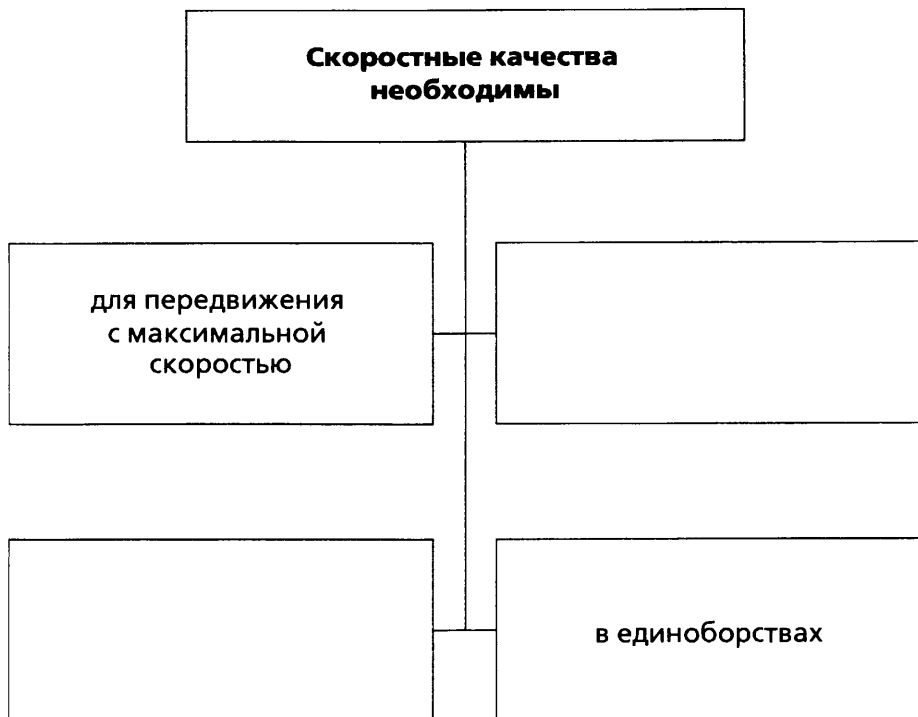 Скоростные качества
необходимы
для передвижения
с максимальной
скоростью
в единоборствах